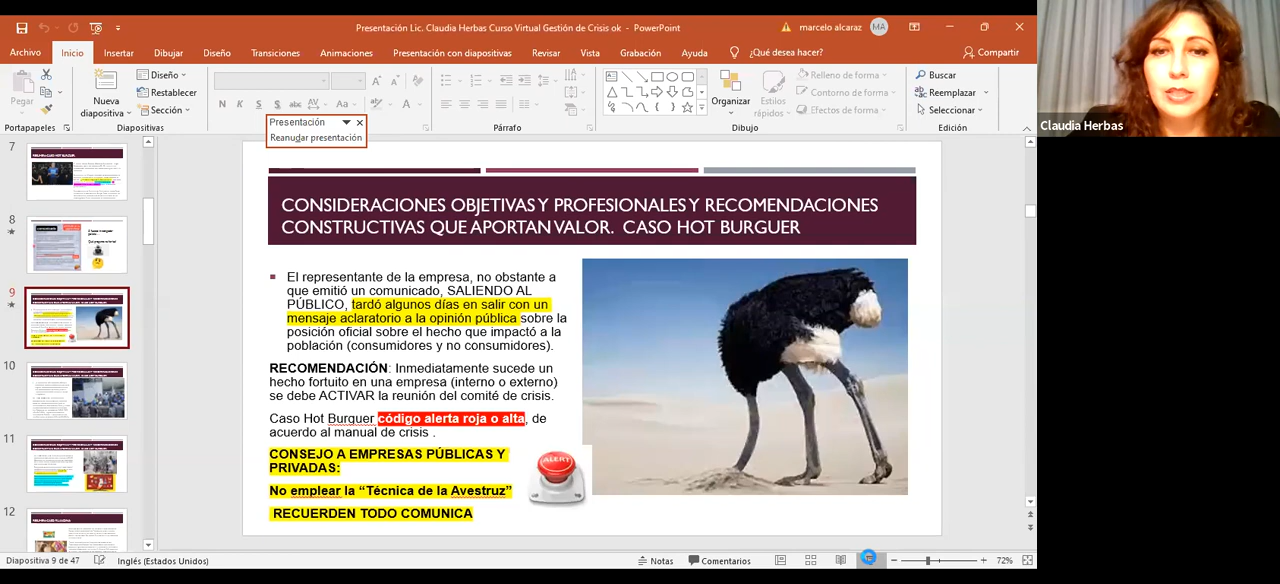 Presentación Lic. Claudia Herbas Curso Virtual Gestión de Crisis ok - PowerPoint
marcelo alcaraz
MA
Archivo
Inicio
Insertar
Dibujar
Diseño
Transiciones
Animaciones
Presentación con diapositivas
Revisar
Vista
Grabación
Ayuda
¿Qué desea hacer?
Compartir
Pegar
Nueva
diapositiva
Diseño
Restablecer
Sección
N K S S abc AV Aa A
Organizar
Estilos
rápidos
Relleno de forma
Contorno de forma
Efectos de forma
Buscar
Reemplazar
Seleccionar
Portapapeles
Diapositivas
Párrafo
Dibujo
Edición
Presentación
Reanudar presentación
Claudia Herbas
7
8
9
10
11
12
CONSIDERACIONES OBJETIVAS Y PROFESIONALES Y RECOMENDACIONES
CONSTRUCTIVAS QUE APORTAN VALOR. CASO HOT BURGUER
El representante de la empresa, no obstante a
que emitió un comunicado, SALIENDO AL
PÚBLICO, tardó algunos días en salir con un
mensaje aclaratorio a la opinión pública sobre la
posición oficial sobre el hecho que impactó a la
población (consumidores y no consumidores).
RECOMENDACIÓN: Inmediatamente sucede un
hecho fortuito en una empresa (interno o externo)
se debe ACTIVAR la reunión del comité de crisis.
Caso Hot Burguer código alerta roja o alta, de
acuerdo al manual de crisis .
CONSEJO A EMPRESAS PÚBLICAS Y
PRIVADAS:
No emplear la “Técnica de la Avestruz”
RECUERDEN TODO COMUNICA
ALERT
Diapositiva 9 de 47
Inglés (Estados Unidos)
Notas
Comentarios
72%